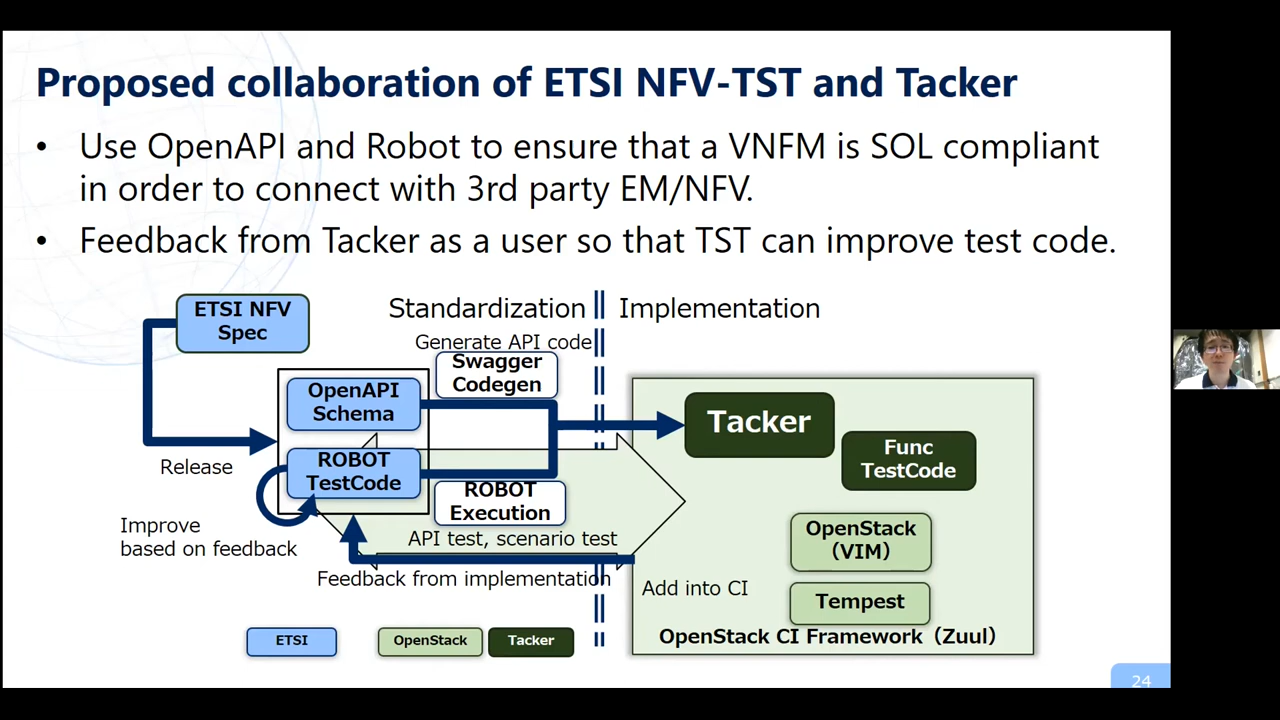 Proposed collaboration of ETSI NFV-TST and Tacker
• Use OpenAPI and Robot to ensure that a VNFM is SOL compliant
in order to connect with 3rd party EM/NFV.
• Feedback from Tacker as a user so that TST can improve test code.
ETSI NFV
Spec
Standardization
Implementation
Generate API code
Swagger
Codegen
OpenAPI
Schema
Tacker
Func
TestCode
Release
ROBOT
TestCode
ROBOT
Execution
Improve
based on feedback
API test, scenario test
OpenStack
（VIM）
Feedback from implementation
Add into CI
Tempest
OpenStack CI Framework（Zuul）
ETSI
OpenStack
Tacker
24